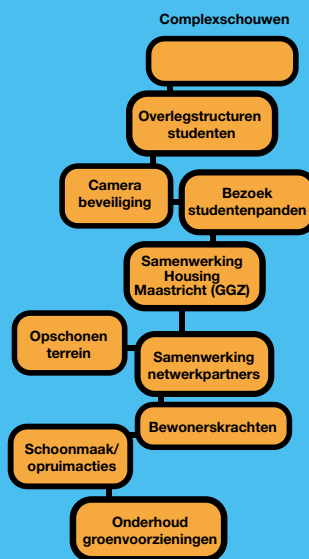 Complexschouwen
Overlegstructuren
studenten
Camera
beveiliging
Bezoek
studentenpanden
Samenwerking
Housing
Maastricht (GGZ)
Opschonen
terrein
Samenwerking
netwerkpartners
Bewonerskrachten
Schoonmaak/
opruimacties
Onderhoud
groenvoorzieningen